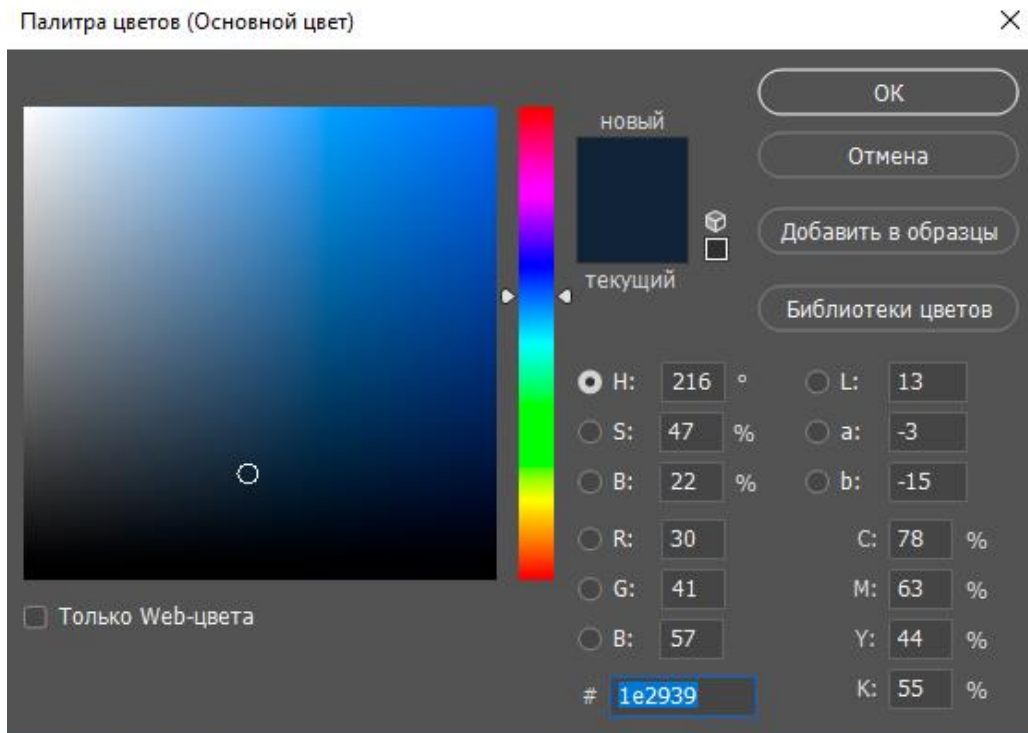 Палитра цветов (Основной цвет)
новый
текущий
ОК
Отмена
Добавить в образцы
Библиотеки цветов
H: 216 °
S: 47 %
B: 22 %
R: 30
G: 41
B: 57
# 1e2939
L: 13
a: -3
b: -15
C: 78 %
M: 63 %
Y: 44 %
K: 55 %
Только Web-цвета